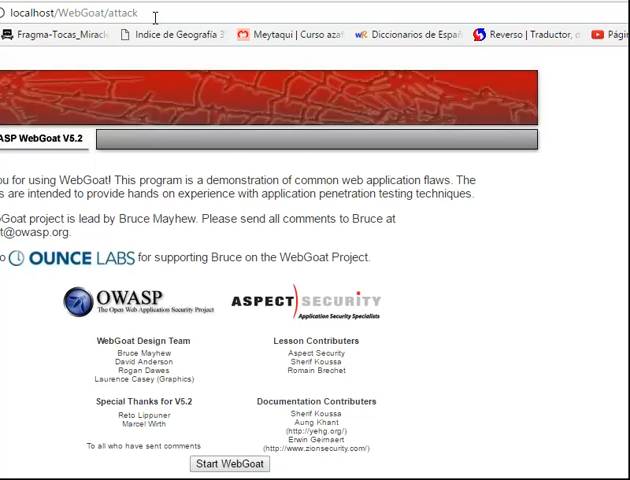 localhost/WebGoat/attack
Fragma-Tocas_Miracle Indice de Geografía 3 Meytaqui | Curso azaf Diccionarios de Españ Reverso | Traductor, d Págin
ASP WebGoat V5.2
ou for using WebGoat! This program is a demonstration of common web application flaws. The
s are intended to provide hands on experience with application penetration testing techniques.
Goat project is lead by Bruce Mayhew. Please send all comments to Bruce at
t@owasp.org.
o OUNCE LABS for supporting Bruce on the WebGoat Project.
OWASP
The Open Web Application Security Project
ASPECT SECURITY
Application Security Specialists
WebGoat Design Team
Bruce Mayhew
David Anderson
Rogan Dawes
Laurence Casey (Graphics)
Lesson Contributers
Aspect Security
Sherif Koussa
Romain Brechet
Special Thanks for V5.2
Reto Lippuner
Marcel Wirth
To all who have sent comments
Documentation Contributers
Sherif Koussa
Aung Khant
(http://yehg.org/)
Erwin Geirnaert
(http://www.zionsecurity.com/)
Start WebGoat